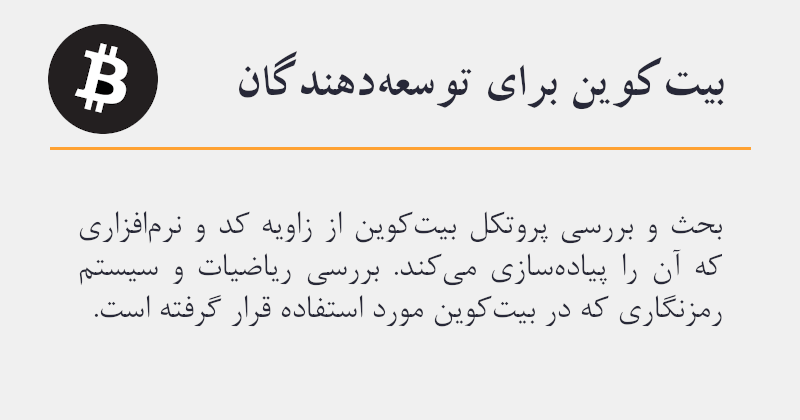 بیت‌کوین برای توسعه‌دهندگان
بحث و بررسی پروتکل بیت‌کوین از زاویه کد و نرم‌افزاری
که آن را پیاده‌سازی می‌کند. بررسی ریاضیات و سیستم
رمزنگاری که در بیت‌کوین مورد استفاده قرار گرفته است.